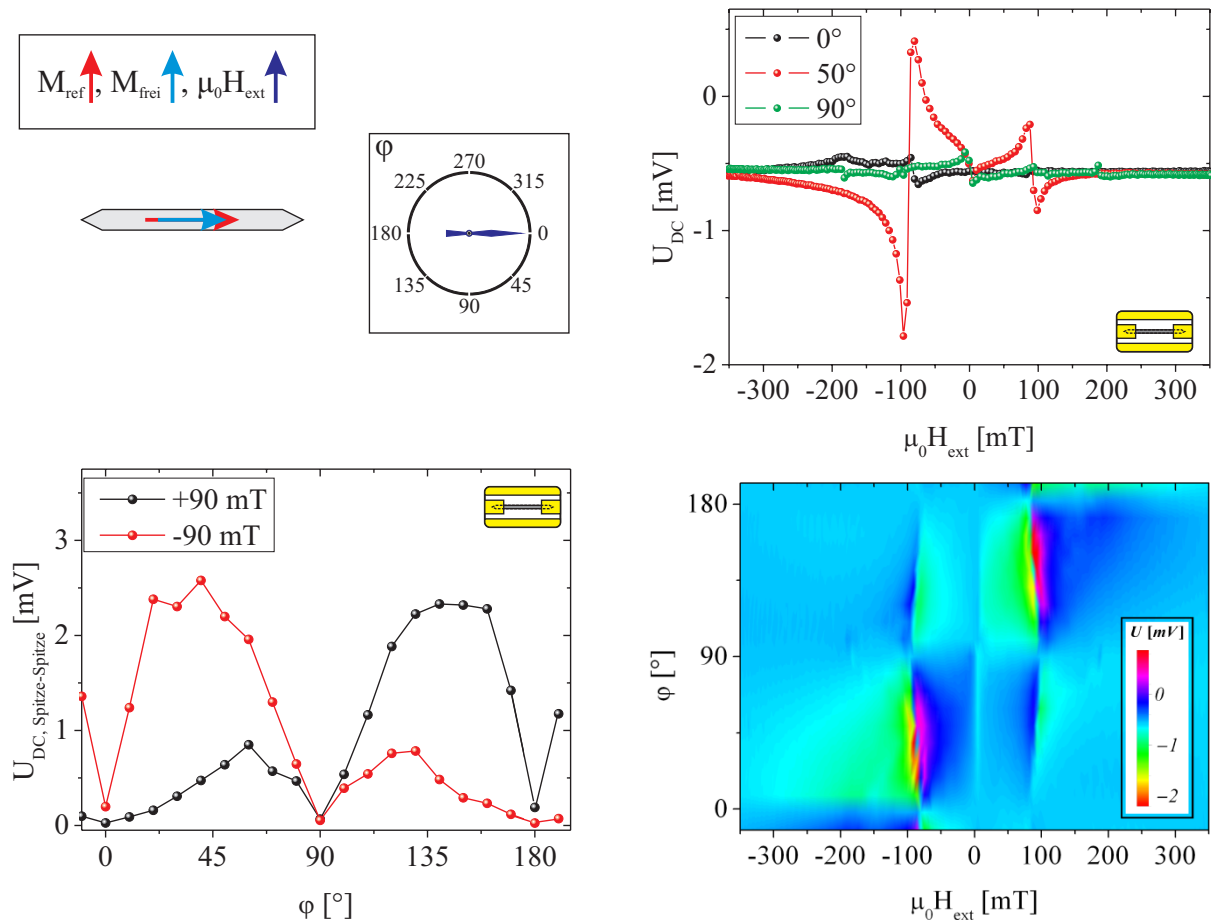 M_ref, M_frei, μ₀H_ext
φ
270
225 315
180 0
135 45
90
0°
50°
90°
0
-1
-2
U_DC [mV]
-300 -200 -100 0 100 200 300
μ₀H_ext [mT]
+90 mT
-90 mT
3
2
1
0
U_DC, Spitze-Spitze [mV]
0 45 90 135 180
φ [°]
180
90
0
φ [°]
U [mV]
0
-1
-2
-300 -200 -100 0 100 200 300
μ₀H_ext [mT]